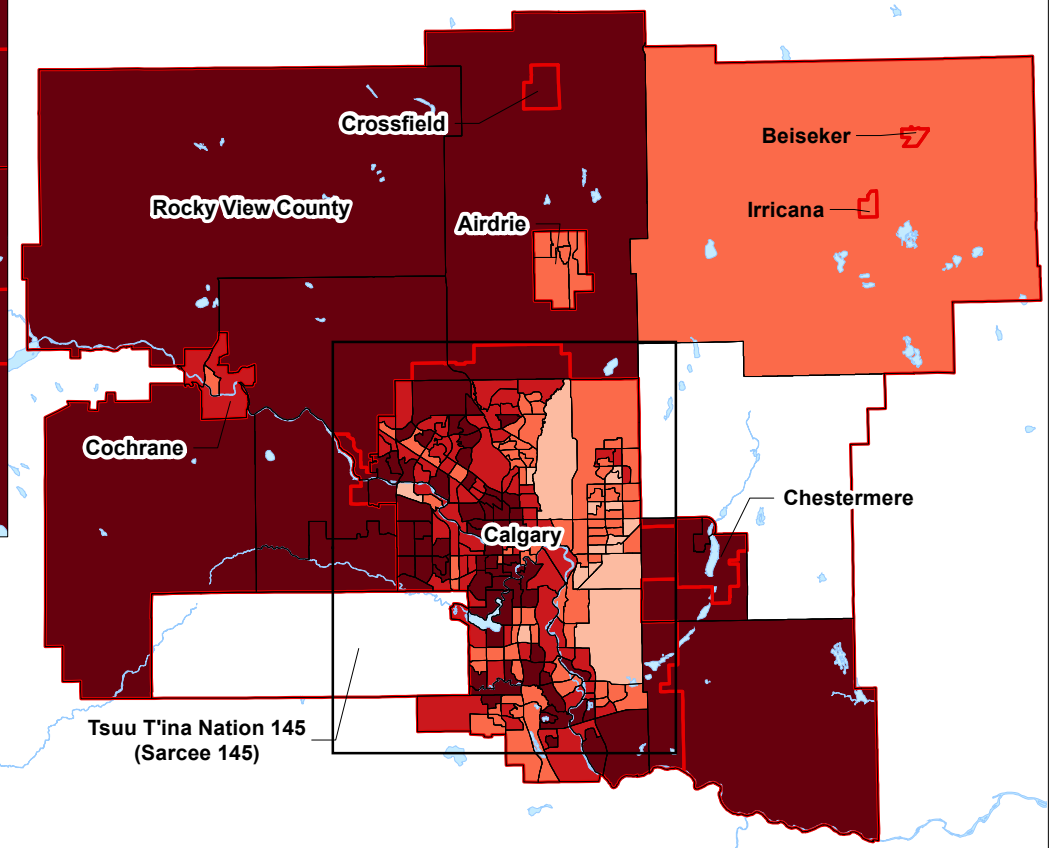 Crossfield
Beiseker
Rocky View County
Irricana
Airdrie
Cochrane
Chestermere
Calgary
Tsuu T'ina Nation 145
(Sarcee 145)